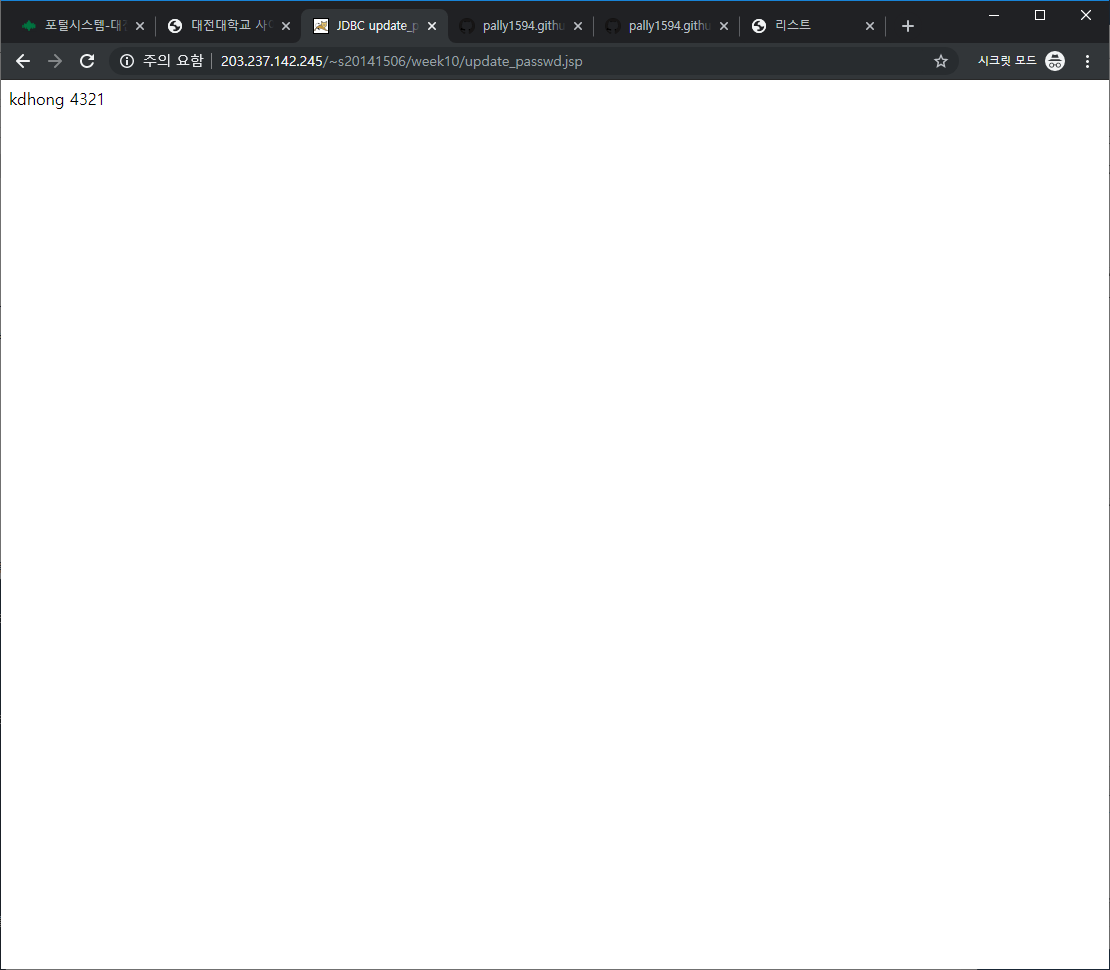 포털시스템-대
대전대학교 사이
JDBC update_p
pally1594.githu
pally1594.githu
리스트
주의 요함
203.237.142.245/~s20141506/week10/update_passwd.jsp
시크릿 모드
kdhong 4321